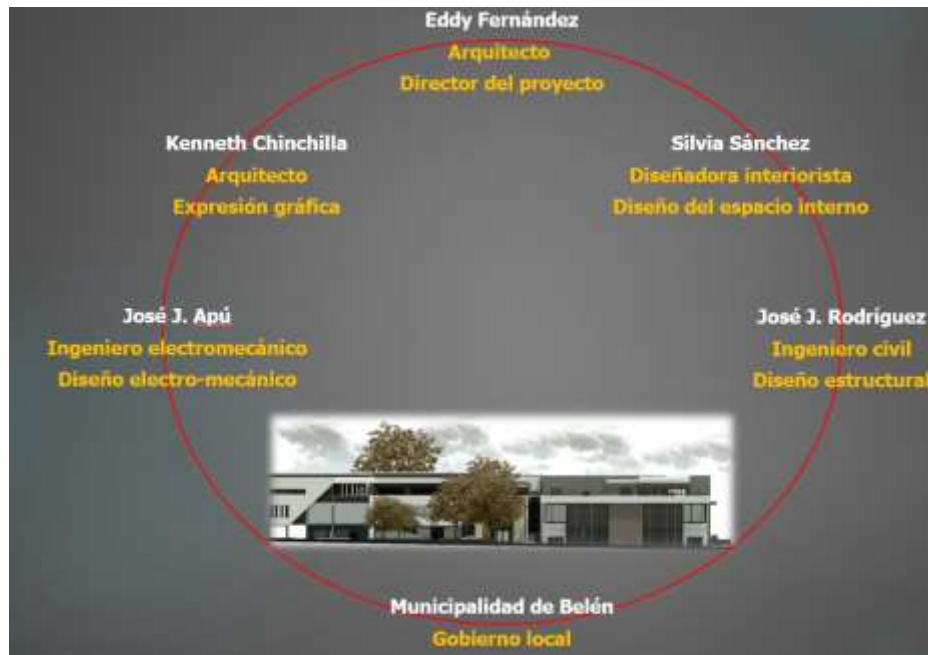 Eddy Fernández
Arquitecto
Director del proyecto
Kenneth Chinchilla
Arquitecto
Expresión gráfica
Silvia Sánchez
Diseñadora interiorista
Diseño del espacio interno
José J. Apú
Ingeniero electromecánico
Diseño electro-mecánico
José J. Rodríguez
Ingeniero civil
Diseño estructural
Municipalidad de Belén
Gobierno local